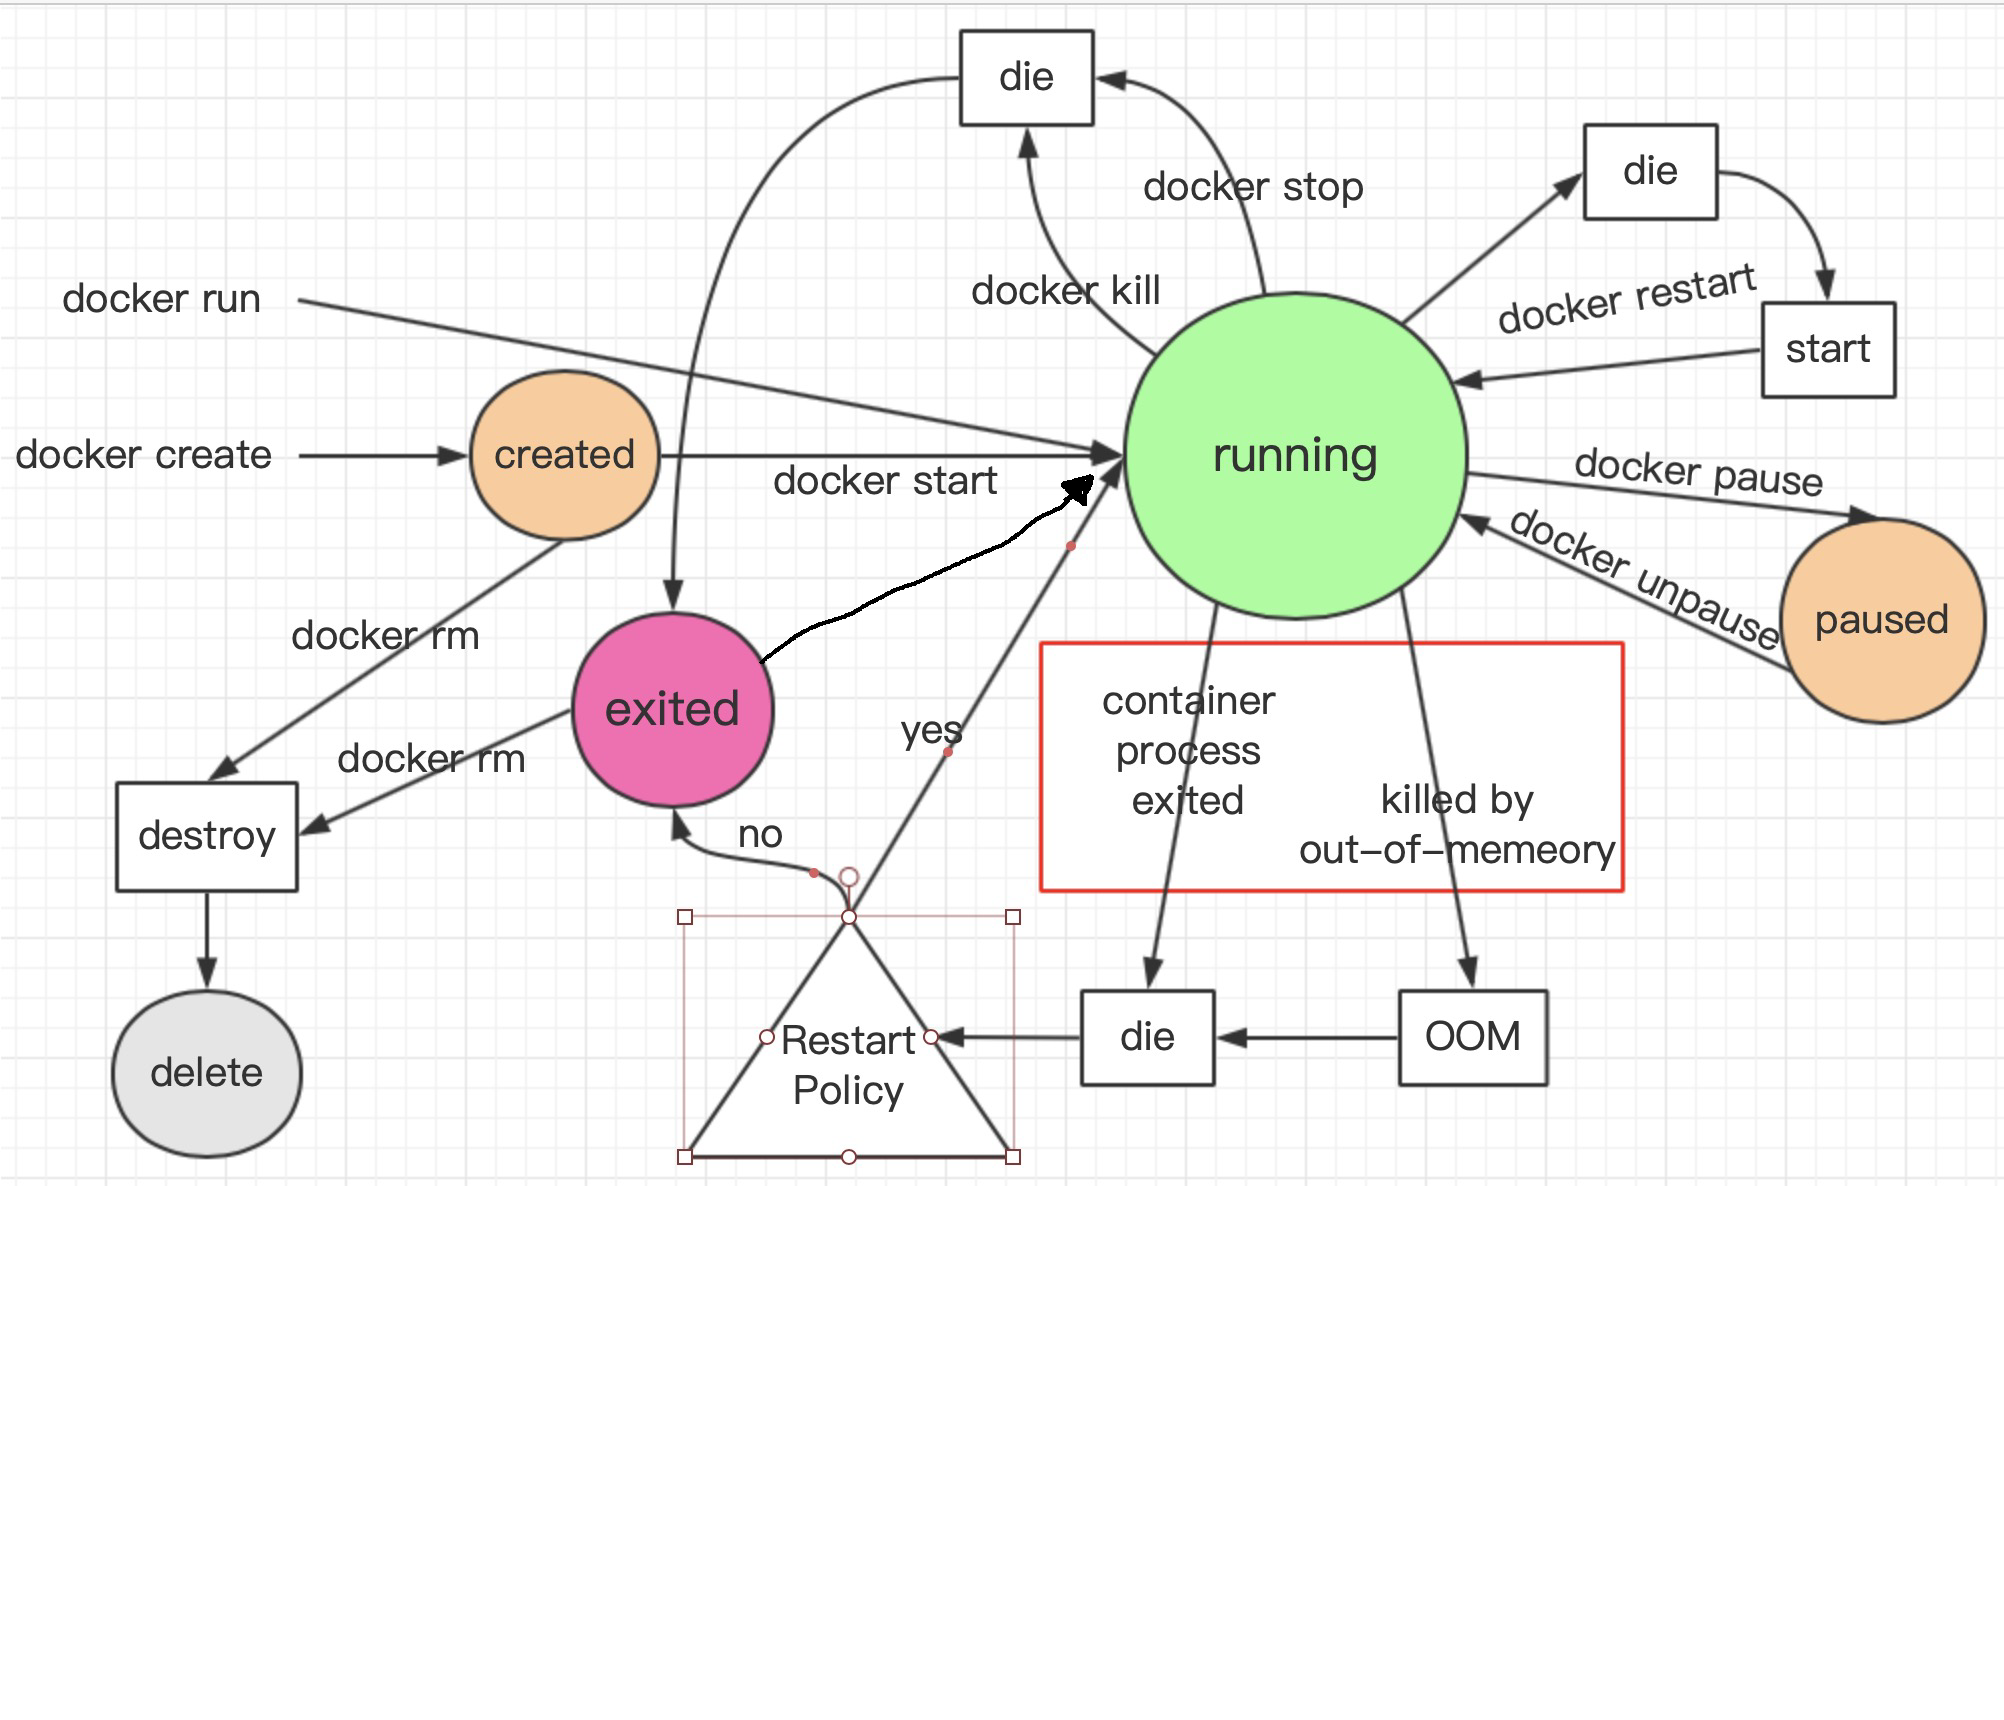 die
die
docker stop
docker kill
docker run
docker restart
start
docker create
created
docker start
running
docker pause
docker unpause
paused
docker rm
exited
docker rm
yes
container
process
exited
killed by
out-of-memeory
destroy
no
delete
Restart
Policy
die
OOM